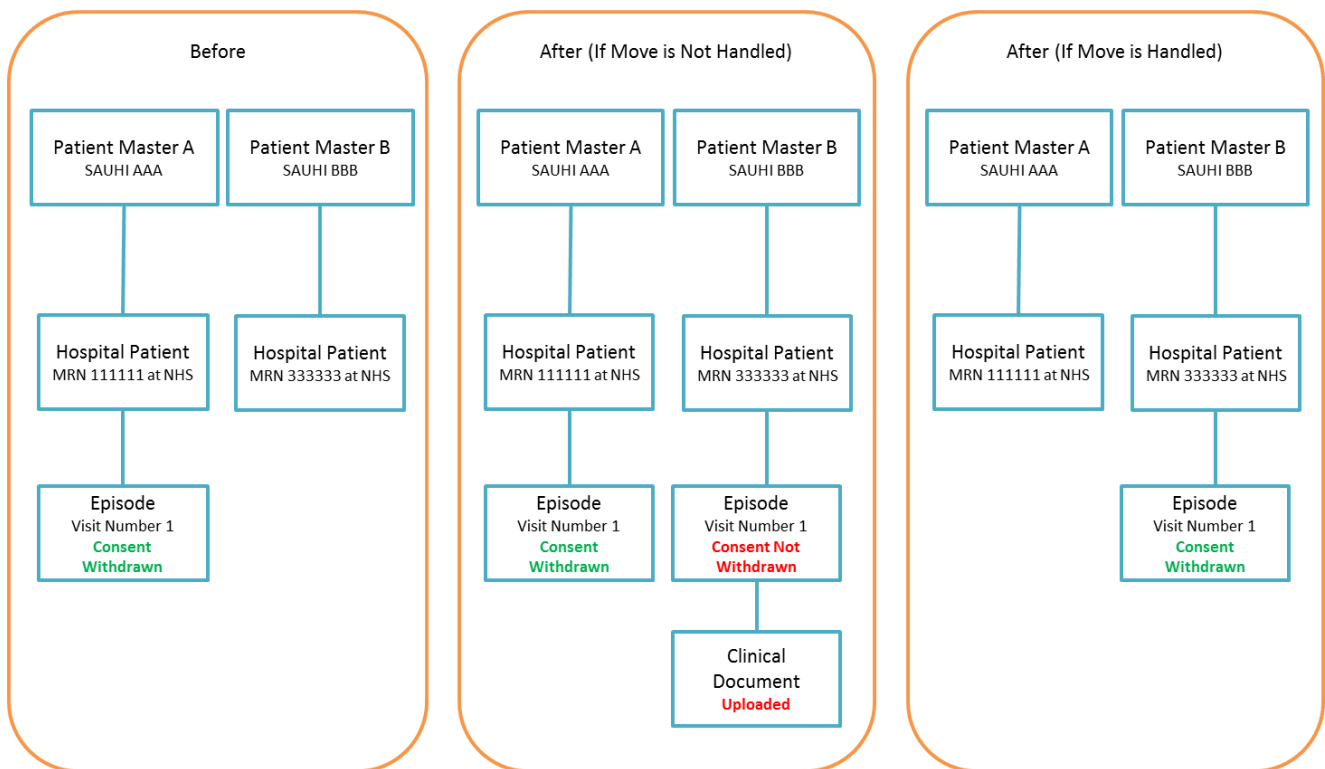 Before
Patient Master A
SAUHI AAA
Patient Master B
SAUHI BBB
Hospital Patient
MRN 111111 at NHS
Hospital Patient
MRN 333333 at NHS
Episode
Visit Number 1
Consent
Withdrawn
After (If Move is Not Handled)
Patient Master A
SAUHI AAA
Patient Master B
SAUHI BBB
Hospital Patient
MRN 111111 at NHS
Hospital Patient
MRN 333333 at NHS
Episode
Visit Number 1
Consent
Withdrawn
Episode
Visit Number 1
Consent Not
Withdrawn
Clinical
Document
Uploaded
After (If Move is Handled)
Patient Master A
SAUHI AAA
Patient Master B
SAUHI BBB
Hospital Patient
MRN 111111 at NHS
Hospital Patient
MRN 333333 at NHS
Episode
Visit Number 1
Consent
Withdrawn